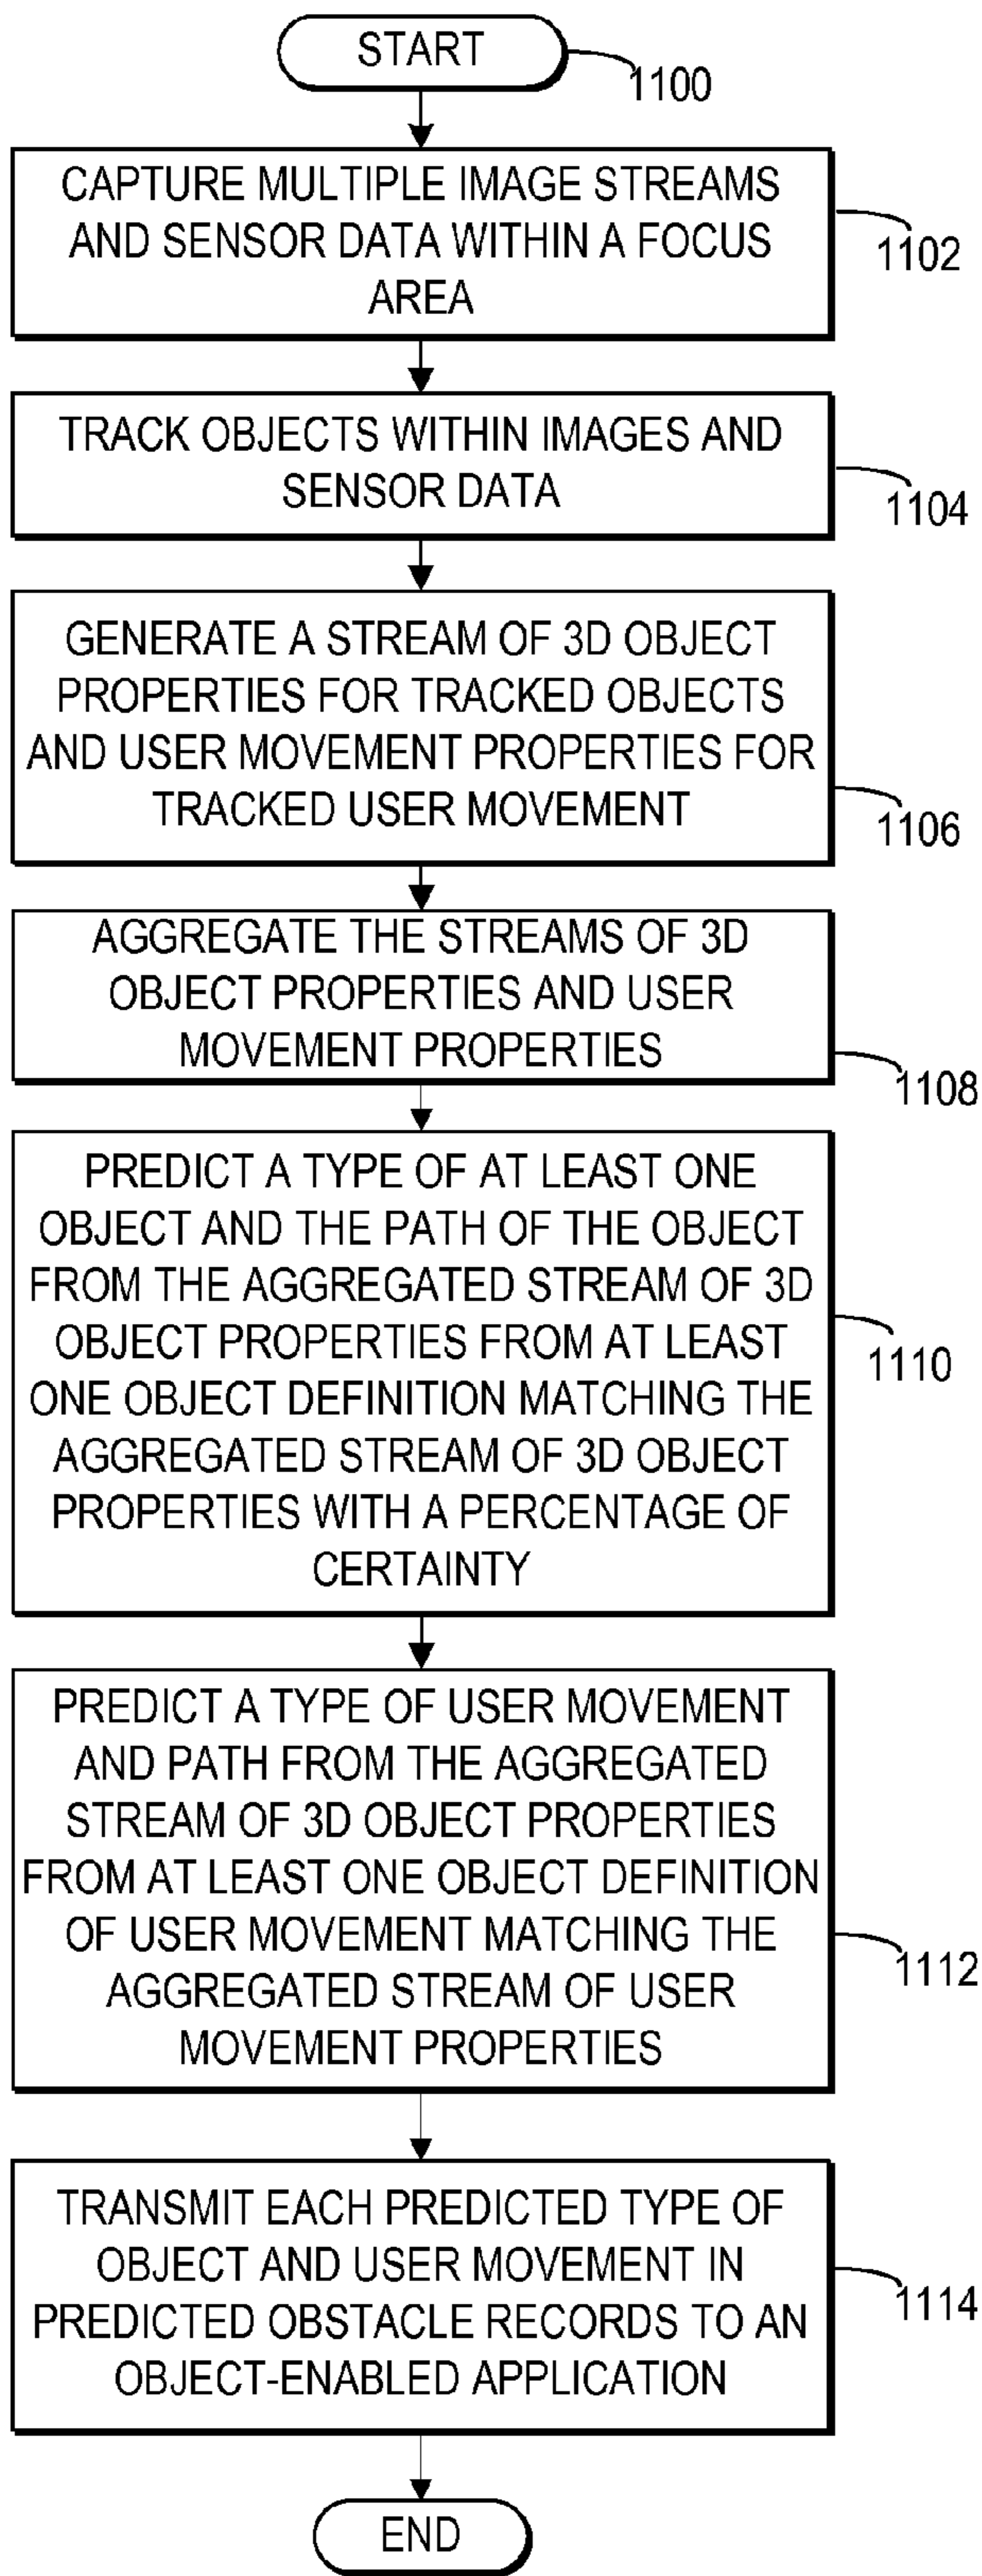 START
1100
CAPTURE MULTIPLE IMAGE STREAMS
AND SENSOR DATA WITHIN A FOCUS
AREA
1102
TRACK OBJECTS WITHIN IMAGES AND
SENSOR DATA
1104
GENERATE A STREAM OF 3D OBJECT
PROPERTIES FOR TRACKED OBJECTS
AND USER MOVEMENT PROPERTIES FOR
TRACKED USER MOVEMENT
1106
AGGREGATE THE STREAMS OF 3D
OBJECT PROPERTIES AND USER
MOVEMENT PROPERTIES
1108
PREDICT A TYPE OF AT LEAST ONE
OBJECT AND THE PATH OF THE OBJECT
FROM THE AGGREGATED STREAM OF 3D
OBJECT PROPERTIES FROM AT LEAST
ONE OBJECT DEFINITION MATCHING THE
AGGREGATED STREAM OF 3D OBJECT
PROPERTIES WITH A PERCENTAGE OF
CERTAINTY
1110
PREDICT A TYPE OF USER MOVEMENT
AND PATH FROM THE AGGREGATED
STREAM OF 3D OBJECT PROPERTIES
FROM AT LEAST ONE OBJECT DEFINITION
OF USER MOVEMENT MATCHING THE
AGGREGATED STREAM OF USER
MOVEMENT PROPERTIES
1112
TRANSMIT EACH PREDICTED TYPE OF
OBJECT AND USER MOVEMENT IN
PREDICTED OBSTACLE RECORDS TO AN
OBJECT-ENABLED APPLICATION
1114
END